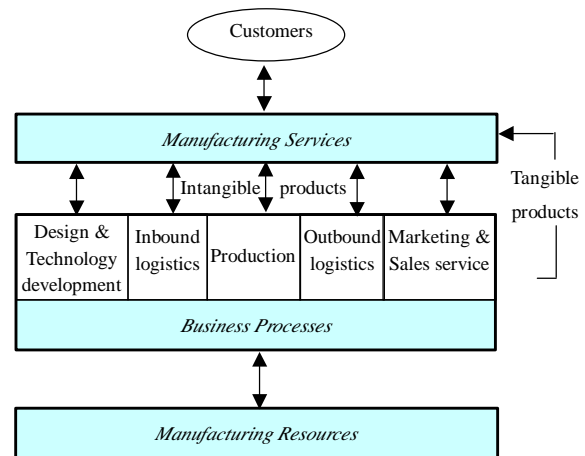 Customers
Manufacturing Services
Intangible products
Tangible
products
Design &
Technology
development
Inbound
logistics
Production
Outbound
logistics
Marketing &
Sales service
Business Processes
Manufacturing Resources